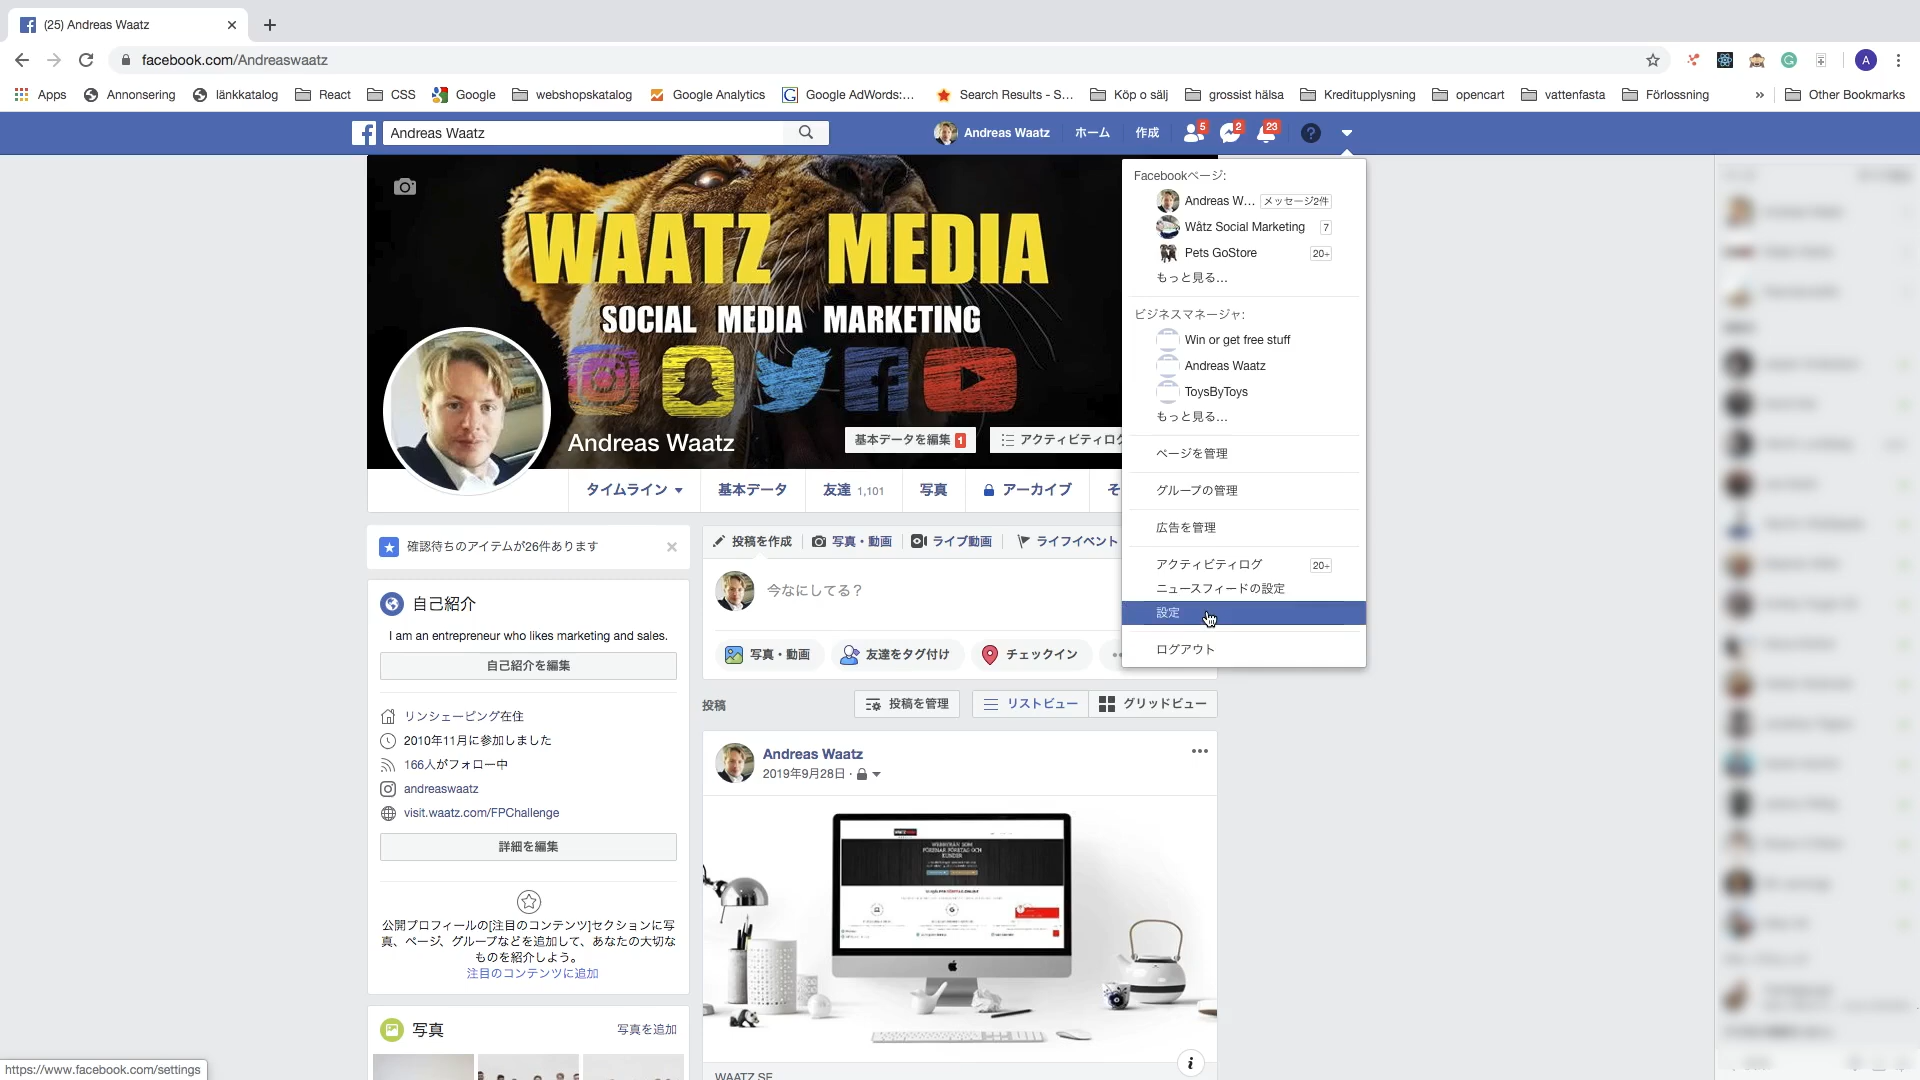 (25) Andreas Waatz
facebook.com/Andreaswaatz
A
Apps
Annonsering
länkkatalog
React
CSS
Google
webshopskatalog
Google Analytics
Google AdWords:...
Search Results - S...
Köp o sälj
grossist hälsa
Kreditupplysning
opencart
vattenfasta
Förlossning
»
Other Bookmarks
Andreas Waatz
Andreas Waatz
ホーム
作成
5
2
23
?
Facebookページ:
Andreas W... メッセージ2件
Wåtz Social Marketing 7
Pets GoStore 20+
もっと見る...
ビジネスマネージャ:
Win or get free stuff
Andreas Waatz
ToysByToys
もっと見る...
ページを管理
グループの管理
広告を管理
アクティビティログ 20+
ニュースフィードの設定
設定
ログアウト
WAATZ MEDIA
SOCIAL MEDIA MARKETING
Andreas Waatz
基本データを編集 1
アクティビティログ
タイムライン
基本データ
友達 1,101
写真
アーカイブ
そ
確認待ちのアイテムが26件あります
自己紹介
I am an entrepreneur who likes marketing and sales.
自己紹介を編集
リンシェーピング在住
2010年11月に参加しました
166人がフォロー中
andreaswaatz
visit.waatz.com/FPChallenge
詳細を編集
公開プロフィールの[注目のコンテンツ]セクションに写
真、ページ、グループなどを追加して、あなたの大切な
ものを紹介しよう。
注目のコンテンツに追加
写真
写真を追加
投稿を作成
写真・動画
ライブ動画
ライフイベント
今なにしてる？
写真・動画
友達をタグ付け
チェックイン
投稿
投稿を管理
リストビュー
グリッドビュー
Andreas Waatz
2019年9月28日 ·
WEBBYRÅN SOM
FÖRENAR FÖRETAG OCH
KUNDER
WAATZ.SE
https://www.facebook.com/settings